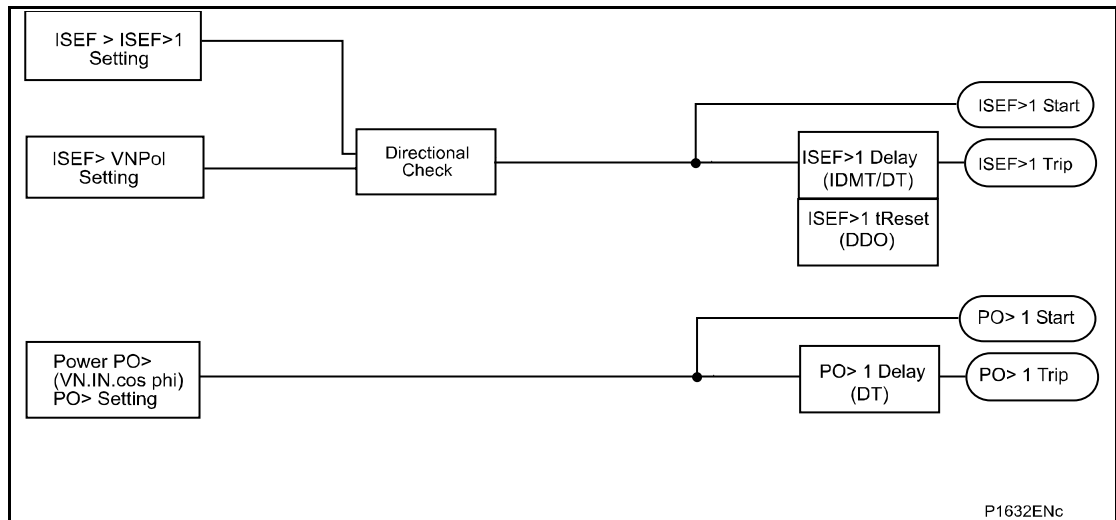 ISEF > ISEF>1
Setting
ISEF> VNPol
Setting
Directional
Check
ISEF>1 Start
ISEF>1 Delay
(IDMT/DT)
ISEF>1 Trip
ISEF>1 tReset
(DDO)
PO> 1 Start
Power PO>
(VN.IN.cos phi)
PO> Setting
PO> 1 Delay
(DT)
PO> 1 Trip
P1632ENc